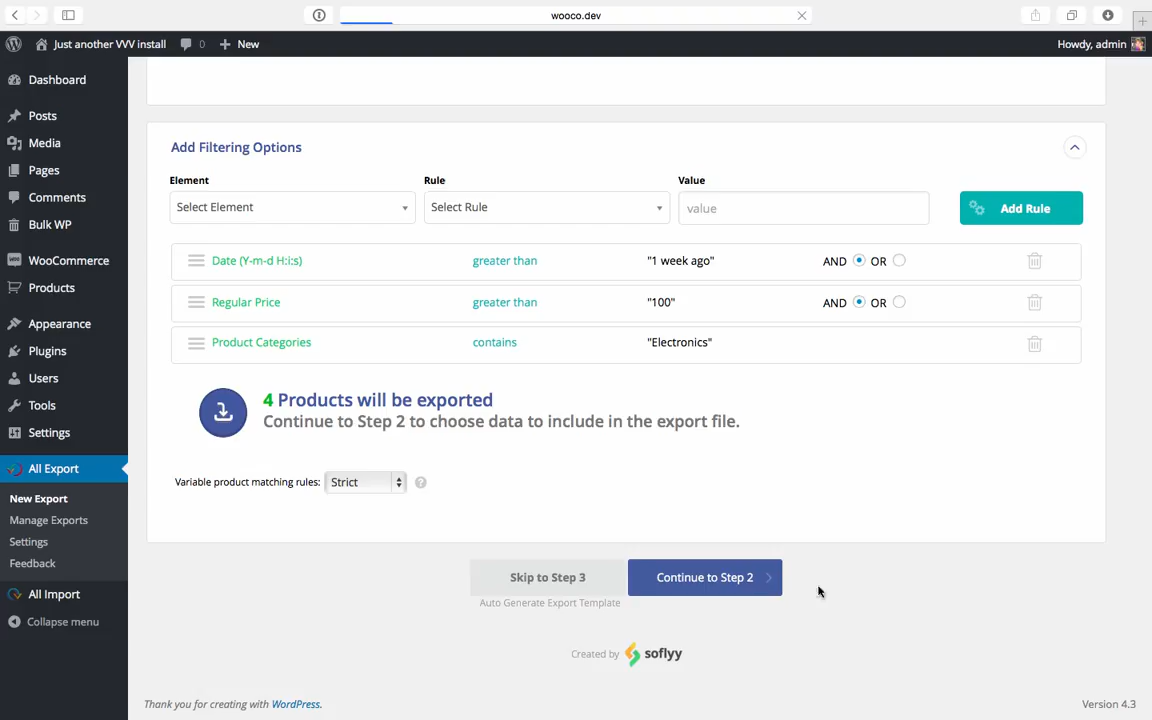 wooco.dev
Just another VVV install 0 New Howdy, admin
Dashboard
Posts
Media
Pages
Comments
Bulk WP
WooCommerce
Products
Appearance
Plugins
Users
Tools
Settings
All Export
New Export
Manage Exports
Settings
Feedback
All Import
Collapse menu
Add Filtering Options
Element Rule Value
Select Element Select Rule value Add Rule
Date (Y-m-d H:i:s) greater than "1 week ago" AND OR
Regular Price greater than "100" AND OR
Product Categories contains "Electronics"
4 Products will be exported
Continue to Step 2 to choose data to include in the export file.
Variable product matching rules: Strict ?
Skip to Step 3 Continue to Step 2
Auto Generate Export Template
Created by soflyy
Thank you for creating with WordPress. Version 4.3